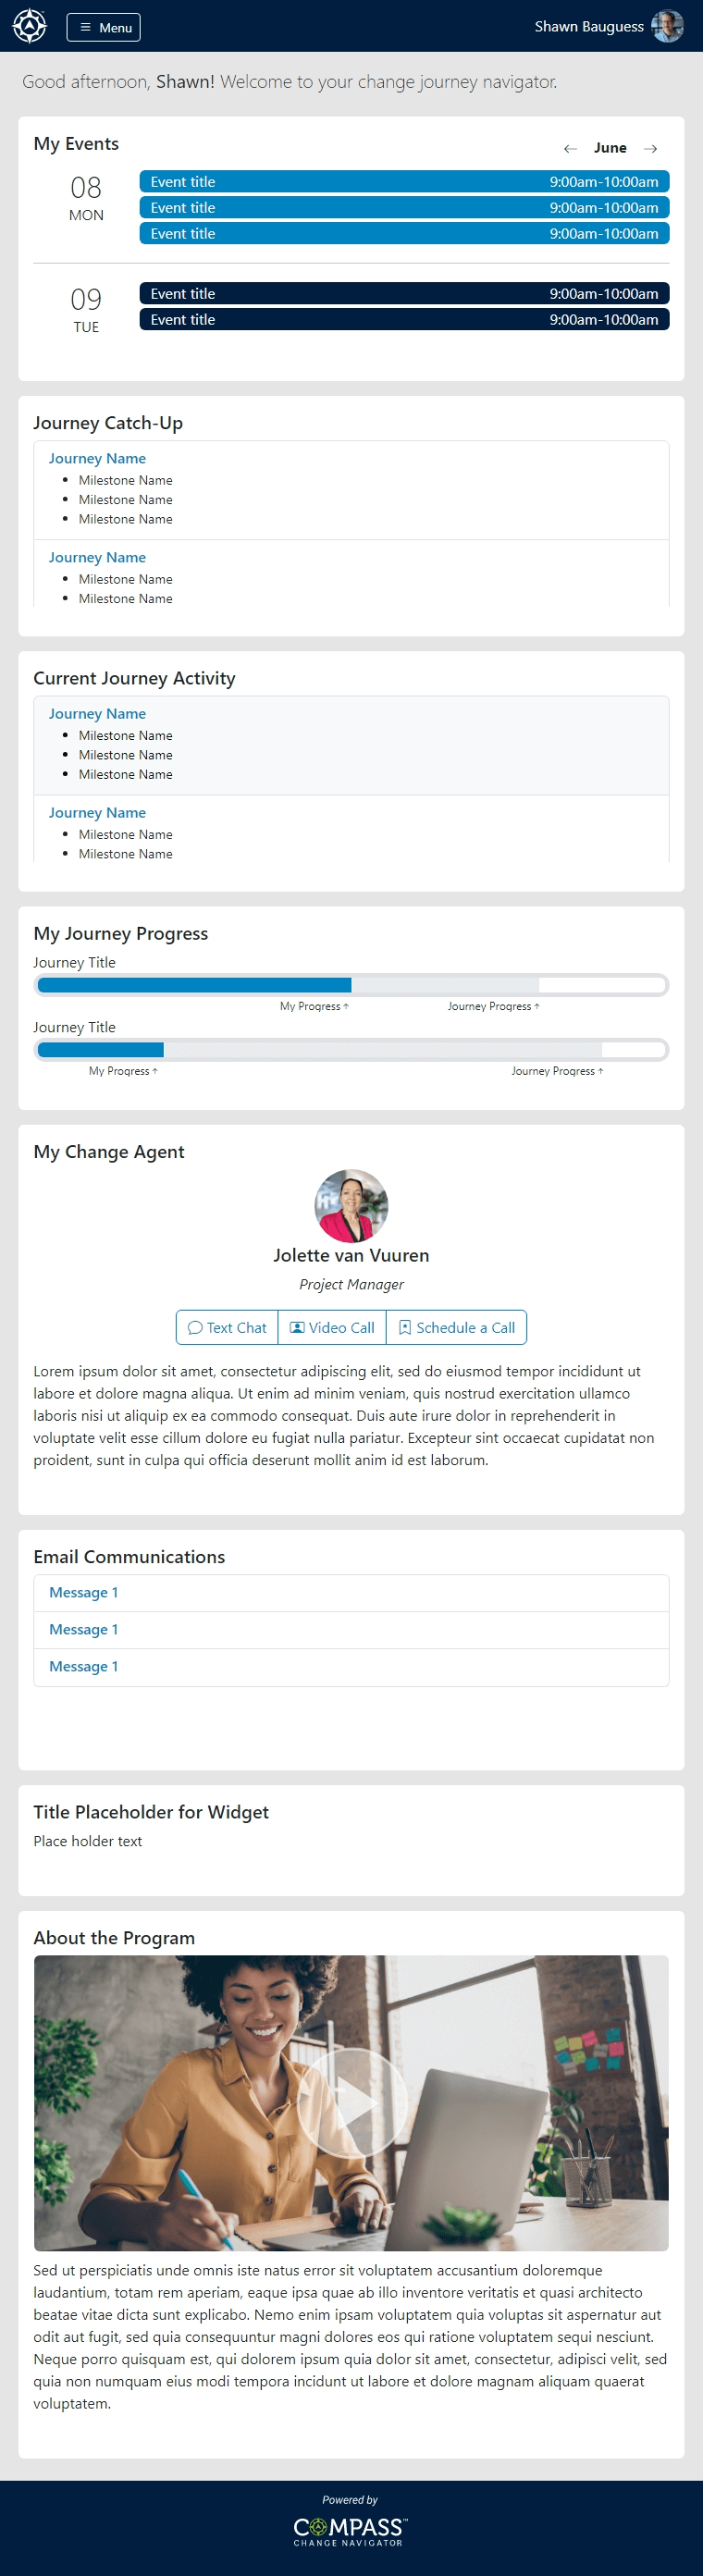 Menu
Shawn Bauguess
Good afternoon, Shawn! Welcome to your change journey navigator.
My Events
← June →
08
MON
Event title 9:00am-10:00am
Event title 9:00am-10:00am
Event title 9:00am-10:00am
09
TUE
Event title 9:00am-10:00am
Event title 9:00am-10:00am
Journey Catch-Up
Journey Name
• Milestone Name
• Milestone Name
• Milestone Name
Journey Name
• Milestone Name
• Milestone Name
Current Journey Activity
Journey Name
• Milestone Name
• Milestone Name
• Milestone Name
Journey Name
• Milestone Name
• Milestone Name
My Journey Progress
Journey Title
My Progress ↑ Journey Progress ↑
Journey Title
My Progress ↑ Journey Progress ↑
My Change Agent
Jolette van Vuuren
Project Manager
Text Chat Video Call Schedule a Call
Lorem ipsum dolor sit amet, consectetur adipiscing elit, sed do eiusmod tempor incididunt ut
labore et dolore magna aliqua. Ut enim ad minim veniam, quis nostrud exercitation ullamco
laboris nisi ut aliquip ex ea commodo consequat. Duis aute irure dolor in reprehenderit in
voluptate velit esse cillum dolore eu fugiat nulla pariatur. Excepteur sint occaecat cupidatat non
proident, sunt in culpa qui officia deserunt mollit anim id est laborum.
Email Communications
Message 1
Message 1
Message 1
Title Placeholder for Widget
Place holder text
About the Program
Sed ut perspiciatis unde omnis iste natus error sit voluptatem accusantium doloremque
laudantium, totam rem aperiam, eaque ipsa quae ab illo inventore veritatis et quasi architecto
beatae vitae dicta sunt explicabo. Nemo enim ipsam voluptatem quia voluptas sit aspernatur aut
odit aut fugit, sed quia consequuntur magni dolores eos qui ratione voluptatem sequi nesciunt.
Neque porro quisquam est, qui dolorem ipsum quia dolor sit amet, consectetur, adipisci velit, sed
quia non numquam eius modi tempora incidunt ut labore et dolore magnam aliquam quaerat
voluptatem.
Powered by
COMPASS™
CHANGE NAVIGATOR